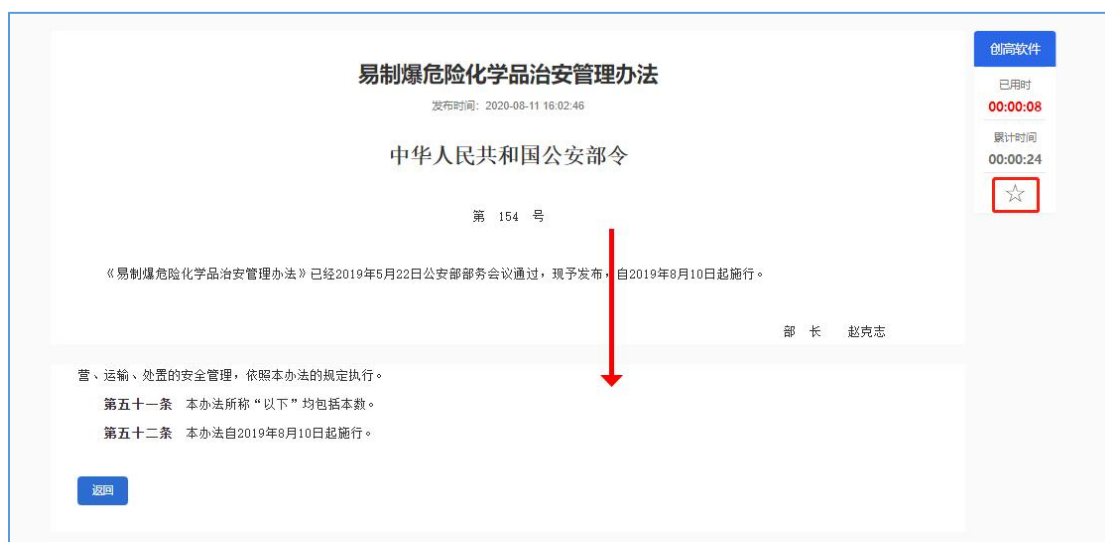 易制爆危险化学品治安管理办法
发布时间：2020-08-11 16:02:46
中华人民共和国公安部令
第 154 号
《易制爆危险化学品治安管理办法》已经2019年5月22日公安部部务会议通过，现予发布，自2019年8月10日起施行。
部 长 赵克志
营、运输、处置的安全管理，依照本办法的规定执行。
第五十一条 本办法所称“以下”均包括本数。
第五十二条 本办法自2019年8月10日起施行。
返回
创高软件
已用时
00:00:08
累计时间
00:00:24